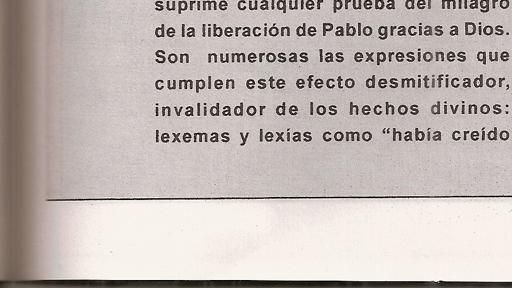 suprime cualquier prueba del milagro
de la liberación de Pablo gracias a Dios.
Son numerosas las expresiones que
cumplen este efecto desmitificador,
invalidador de los hechos divinos:
lexemas y lexías como “había creído